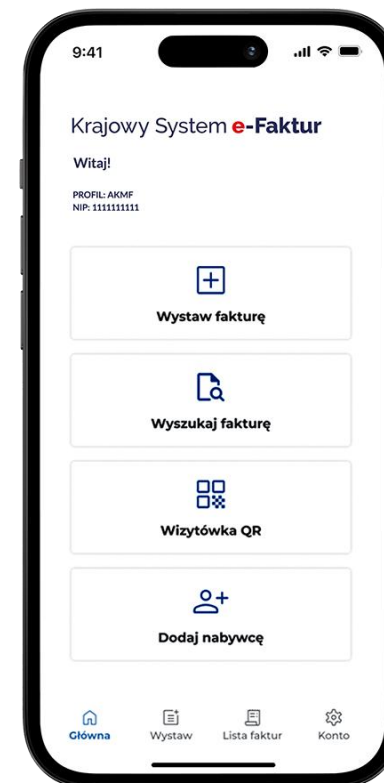 9:41
Krajowy System e-Faktur
Witaj!
PROFIL: AKMF
NIP: 1111111111
Wystaw fakturę
Wyszukaj fakturę
Wizytówka QR
Dodaj nabywcę
Główna Wystaw Lista faktur Konto